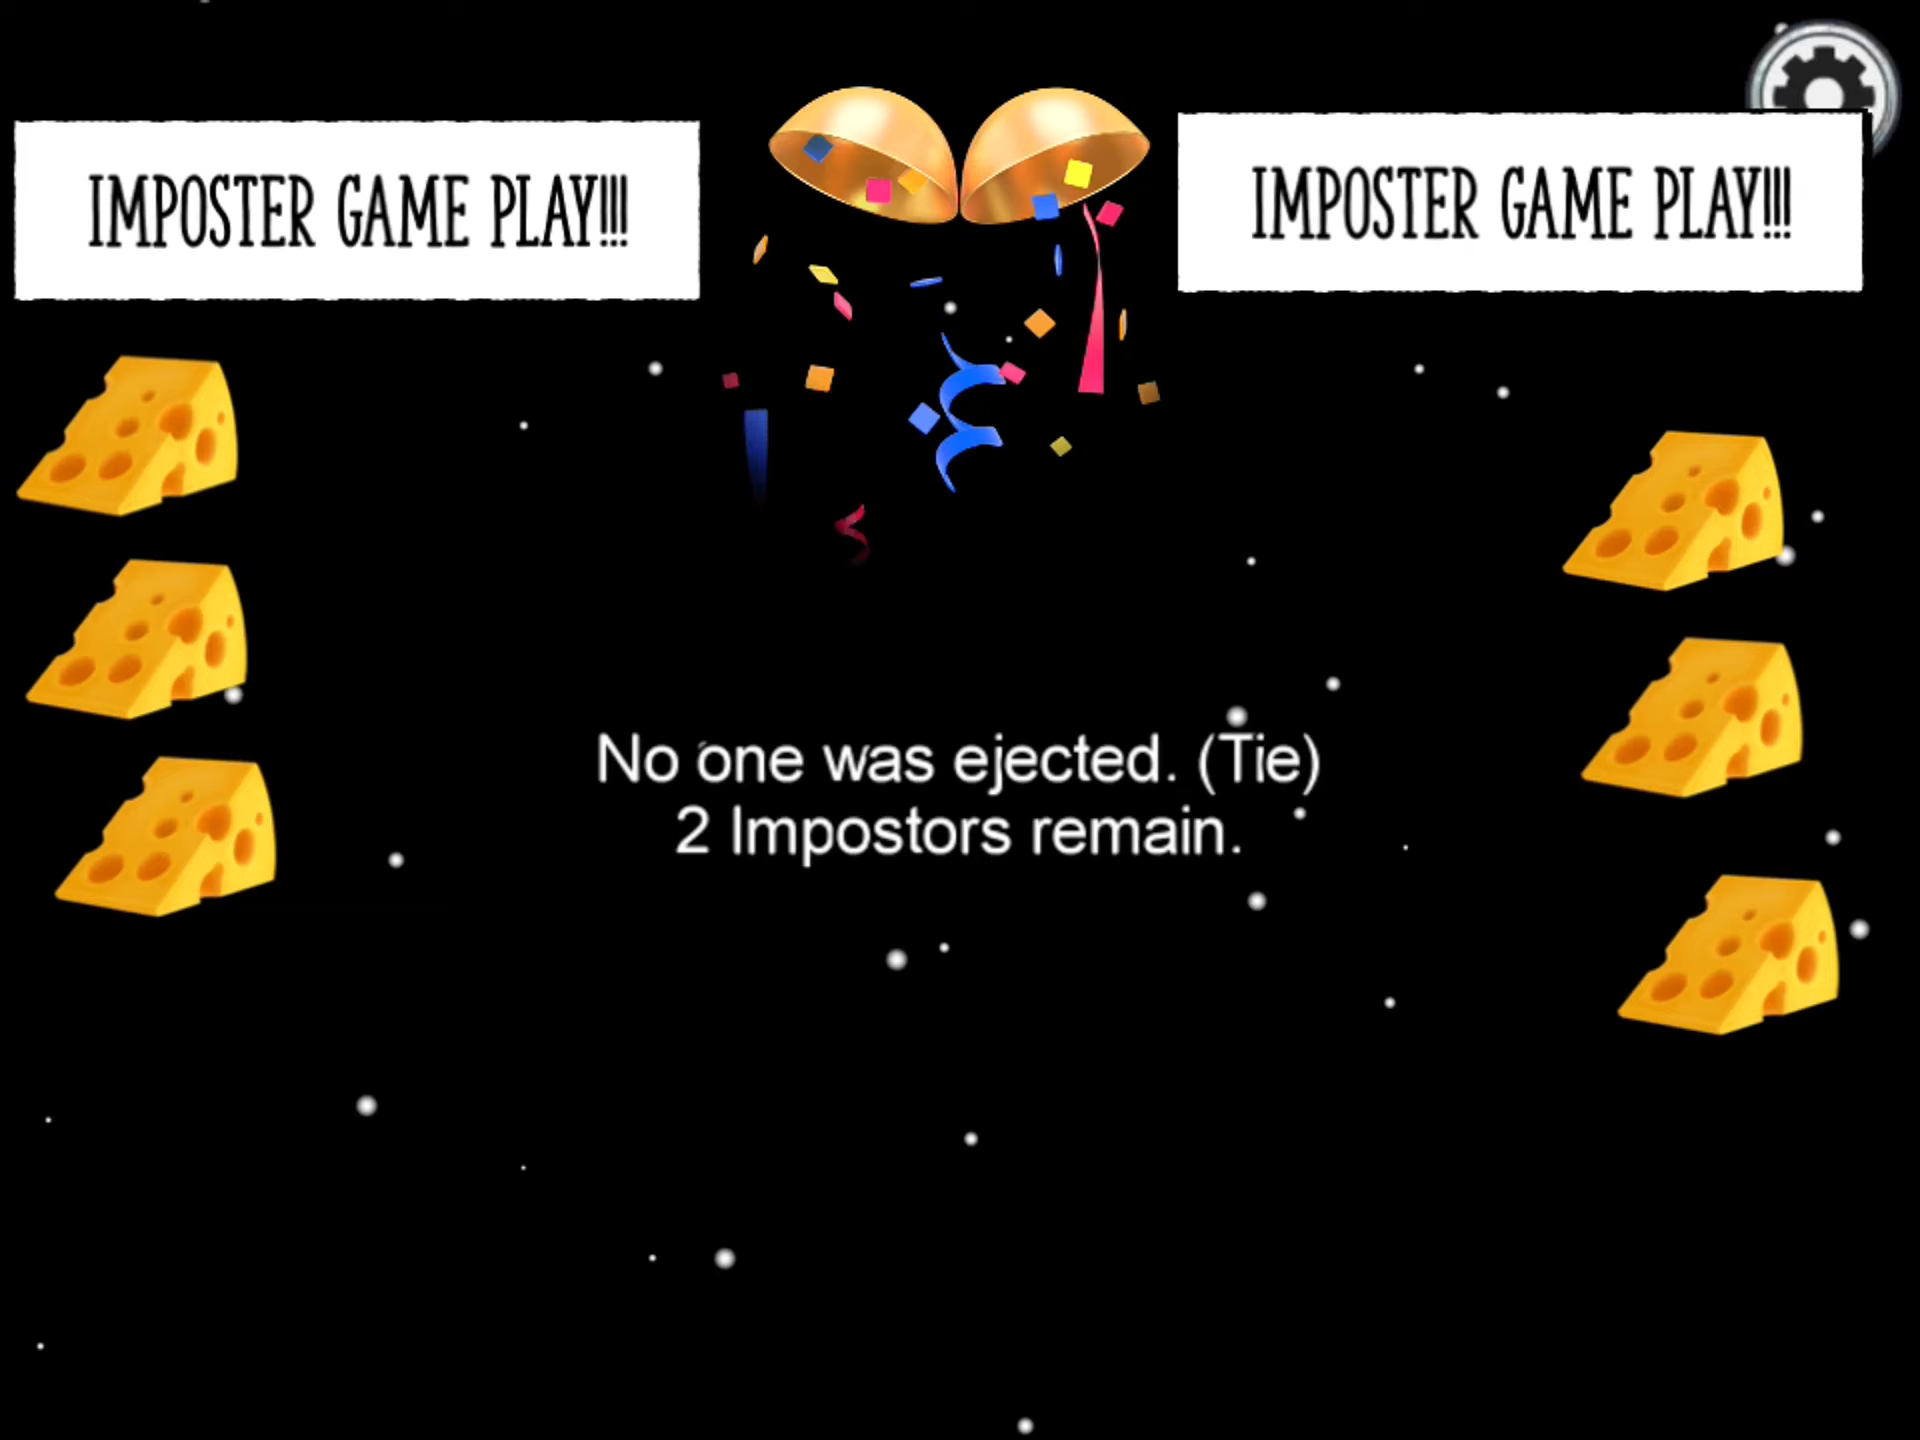 IMPOSTER GAME PLAY!!!
IMPOSTER GAME PLAY!!!
No one was ejected. (Tie)
2 Impostors remain.